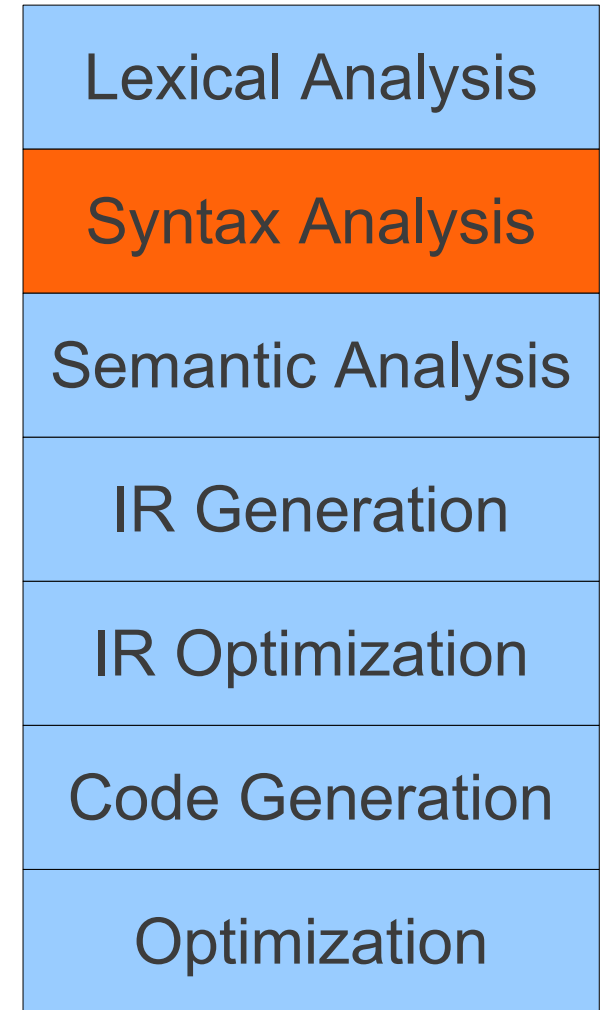 Lexical Analysis
Syntax Analysis
Semantic Analysis
IR Generation
IR Optimization
Code Generation
Optimization